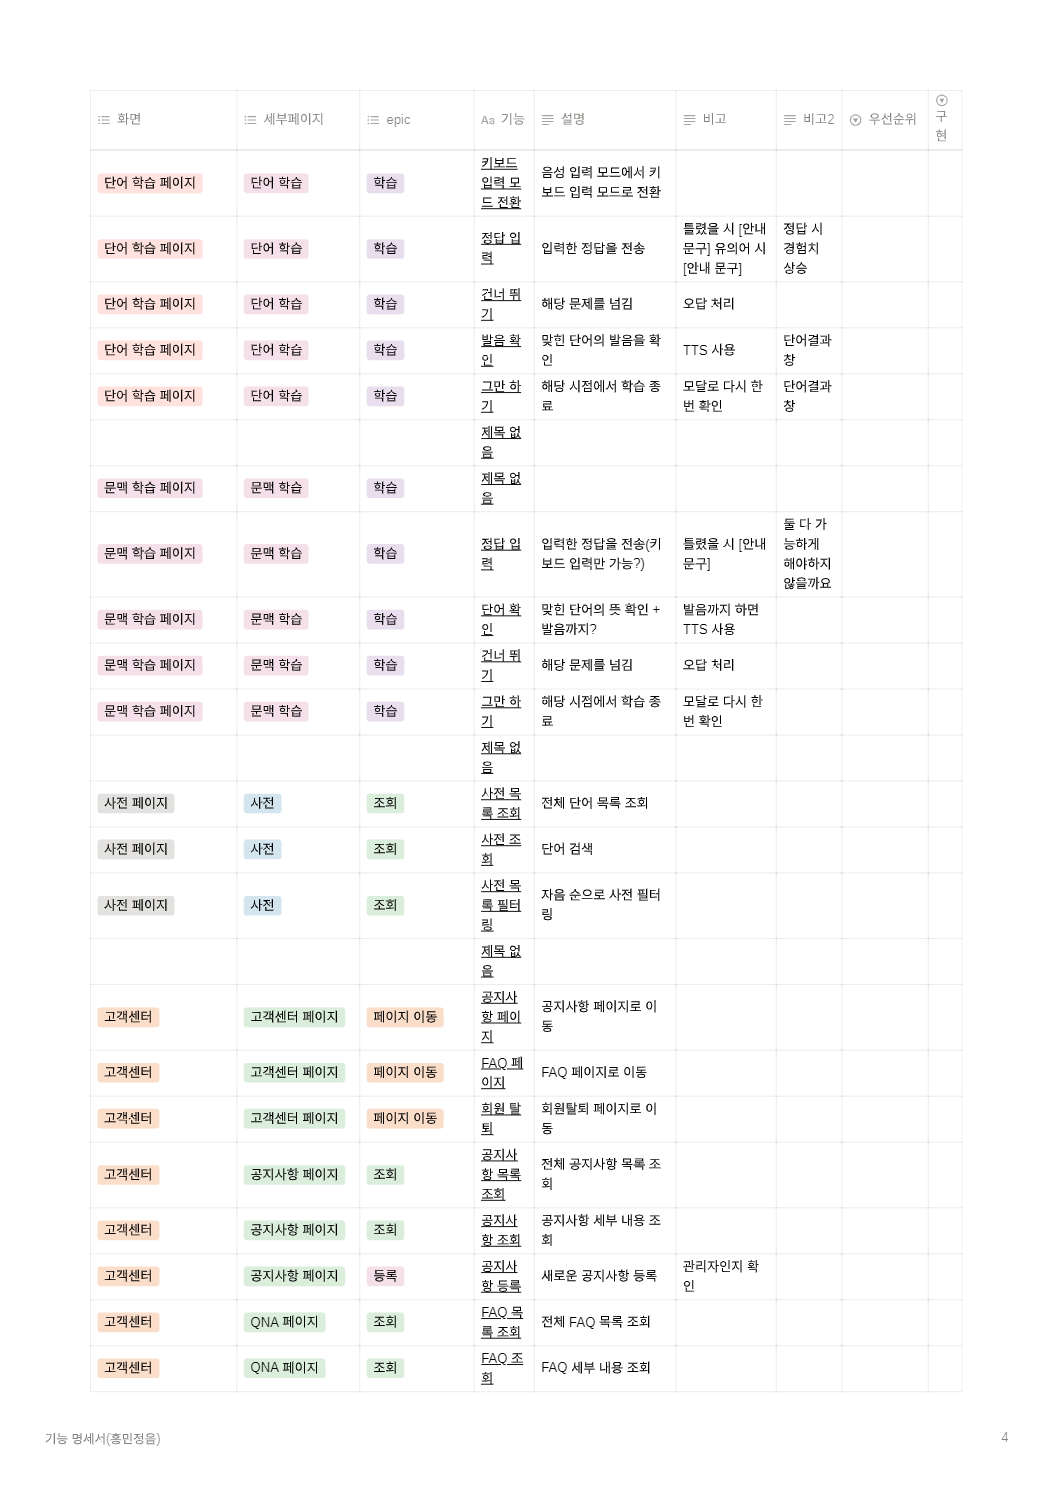 화면 세부페이지 epic Aa 기능 설명 비고 비고2 우선순위 구
현
단어 학습 페이지 단어 학습 학습 키보드 음성 입력 모드에서 키
입력 모 보드 입력 모드로 전환
드 전환
단어 학습 페이지 단어 학습 학습 정답 입 입력한 정답을 전송 틀렸을 시 [안내 정답 시
력 문구] 유의어 시 경험치
[안내 문구] 상승
단어 학습 페이지 단어 학습 학습 건너 뛰 해당 문제를 넘김 오답 처리
기
단어 학습 페이지 단어 학습 학습 발음 확 맞힌 단어의 발음을 확 TTS 사용 단어결과
인 인 창
단어 학습 페이지 단어 학습 학습 그만 하 해당 시점에서 학습 종 모달로 다시 한 단어결과
기 료 번 확인 창
제목 없
음
문맥 학습 페이지 문맥 학습 학습 제목 없
음
문맥 학습 페이지 문맥 학습 학습 정답 입 입력한 정답을 전송(키 틀렸을 시 [안내 둘 다 가
력 보드 입력만 가능?) 문구] 능하게
해야하지
않을까요
문맥 학습 페이지 문맥 학습 학습 단어 확 맞힌 단어의 뜻 확인 + 발음까지 하면
인 발음까지? TTS 사용
문맥 학습 페이지 문맥 학습 학습 건너 뛰 해당 문제를 넘김 오답 처리
기
문맥 학습 페이지 문맥 학습 학습 그만 하 해당 시점에서 학습 종 모달로 다시 한
기 료 번 확인
제목 없
음
사전 페이지 사전 조회 사전 목 전체 단어 목록 조회
록 조회
사전 페이지 사전 조회 사전 조 단어 검색
회
사전 페이지 사전 조회 사전 목 자음 순으로 사전 필터
록 필터 링
링
제목 없
음
고객센터 고객센터 페이지 페이지 이동 공지사 공지사항 페이지로 이
항 페이 동
지
고객센터 고객센터 페이지 페이지 이동 FAQ 페 FAQ 페이지로 이동
이지
고객센터 고객센터 페이지 페이지 이동 회원 탈 회원탈퇴 페이지로 이
퇴 동
고객센터 공지사항 페이지 조회 공지사 전체 공지사항 목록 조
항 목록 회
조회
고객센터 공지사항 페이지 조회 공지사 공지사항 세부 내용 조
항 조회 회
고객센터 공지사항 페이지 등록 공지사 새로운 공지사항 등록 관리자인지 확
항 등록 인
고객센터 QNA 페이지 조회 FAQ 목 전체 FAQ 목록 조회
록 조회
고객센터 QNA 페이지 조회 FAQ 조 FAQ 세부 내용 조회
회
기능 명세서(흥민정음) 4